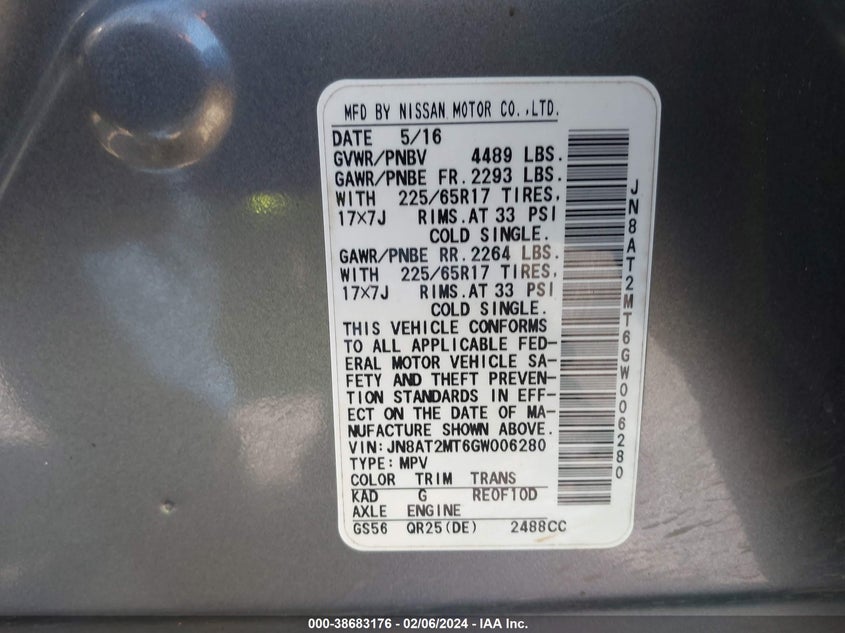 MFD BY NISSAN MOTOR CO.,LTD.
DATE 5/16
GVWR/PNBV 4489 LBS.
GAWR/PNBE FR. 2293 LBS.
WITH 225/65R17 TIRES,
17×7J RIMS.AT 33 PSI
COLD SINGLE.
GAWR/PNBE RR. 2264 LBS.
WITH 225/65R17 TIRES,
17×7J RIMS.AT 33 PSI
COLD SINGLE.
THIS VEHICLE CONFORMS
TO ALL APPLICABLE FED-
ERAL MOTOR VEHICLE SA-
FETY AND THEFT PREVEN-
TION STANDARDS IN EFF-
ECT ON THE DATE OF MA-
NUFACTURE SHOWN ABOVE.
VIN:JN8AT2MT6GW006280
TYPE:MPV
COLOR TRIM TRANS
KAD G RE0F10D
AXLE ENGINE
GS56 QR25(DE) 2488CC
JN8AT2MT6GW006280
000-38683176 - 02/06/2024 - IAA Inc.